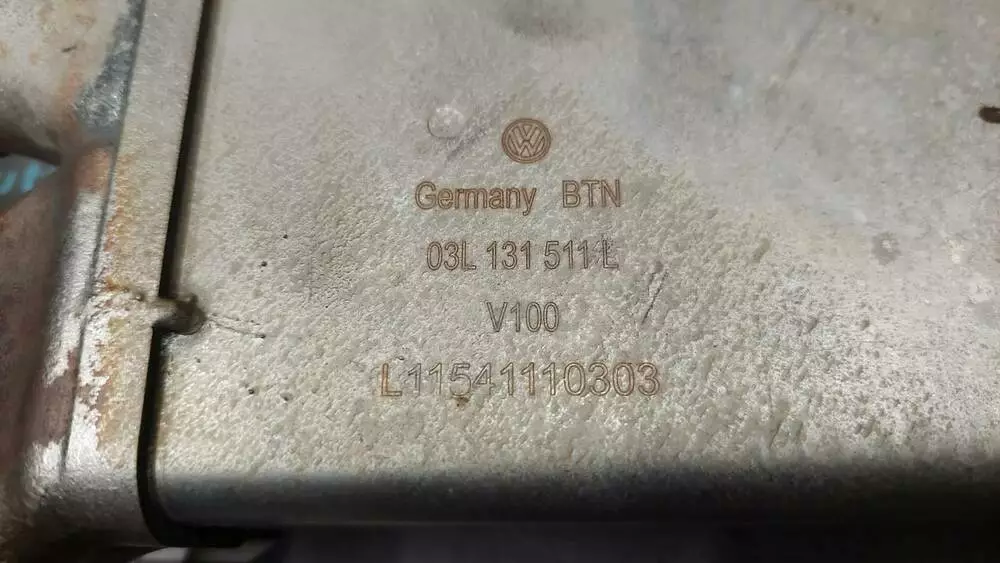 Germany BTN
03L 131 511 L
V100
L11541110303